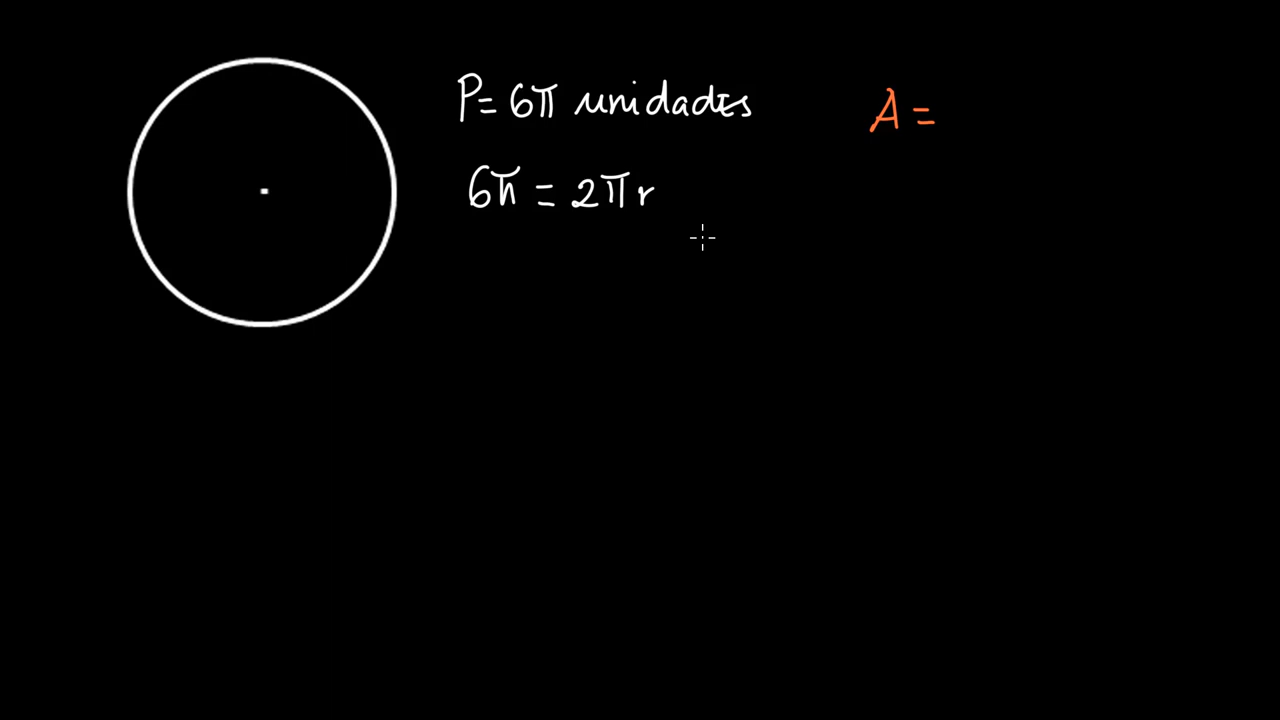 P= 6π unidades
A =
6π = 2πr